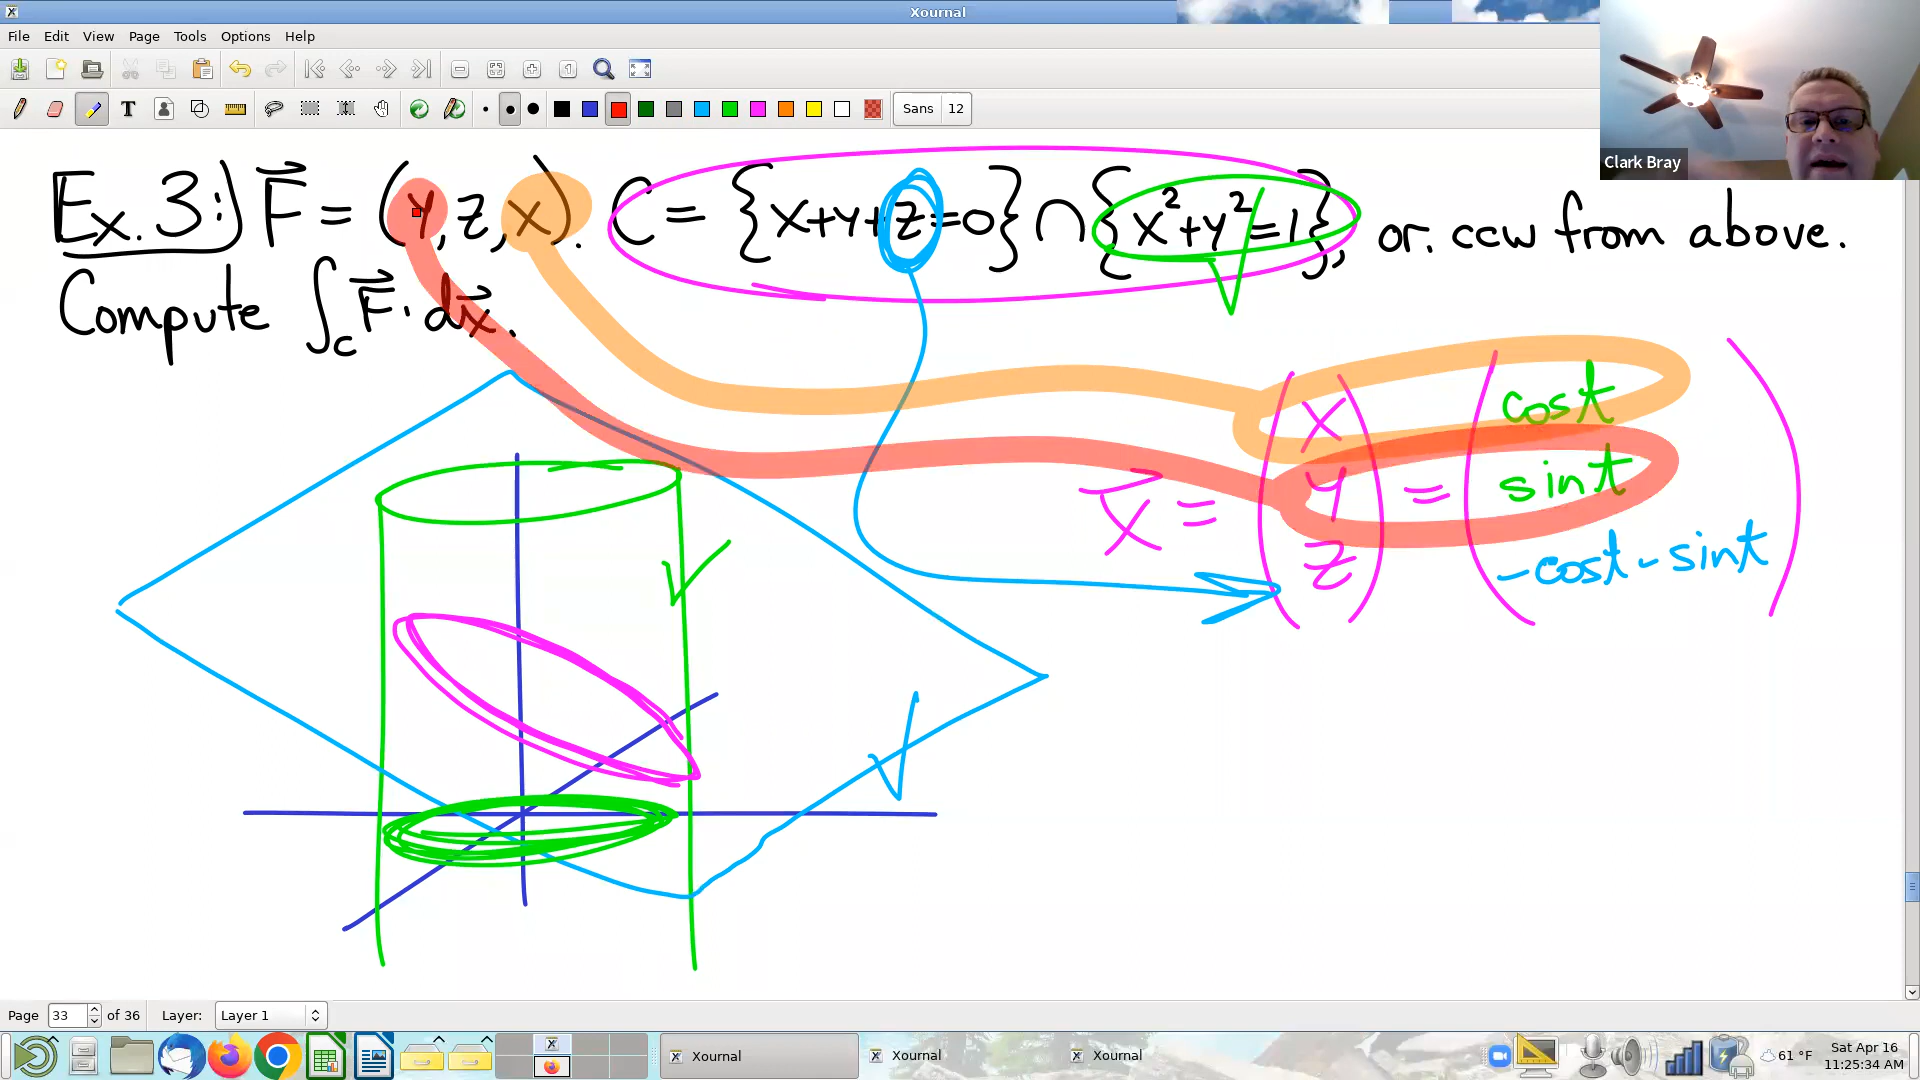 Xournal
File Edit View Page Tools Options Help
Sans 12
Clark Bray
Ex. 3:) F⃗ = (y, z, x). C = {x+y+z=0} ∩ {x²+y²=1}, or. ccw from above.
Compute ∫_C F⃗ · dx⃗.
x⃗ = (x y z) = (cost sint -cost-sint)
Page 33 of 36 Layer: Layer 1
Xournal Xournal Xournal
61 °F
Sat Apr 16
11:25:34 AM